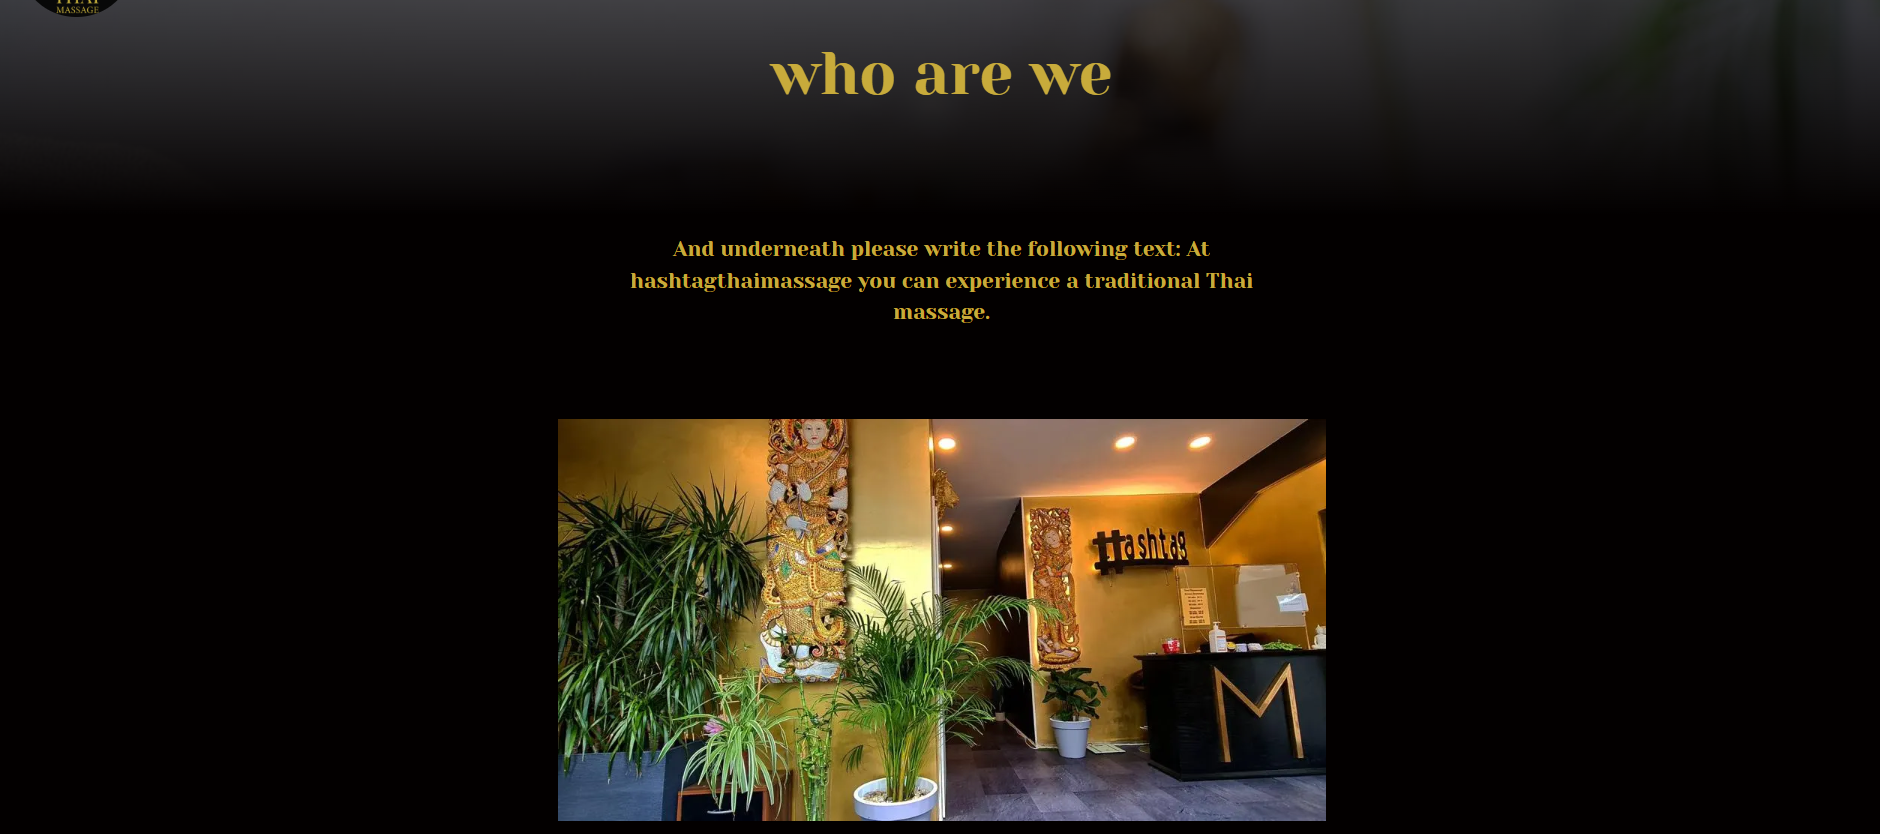 THAI
MASSAGE
who are we
And underneath please write the following text: At
hashtagthaimassage you can experience a traditional Thai
massage.
Hashtag
M